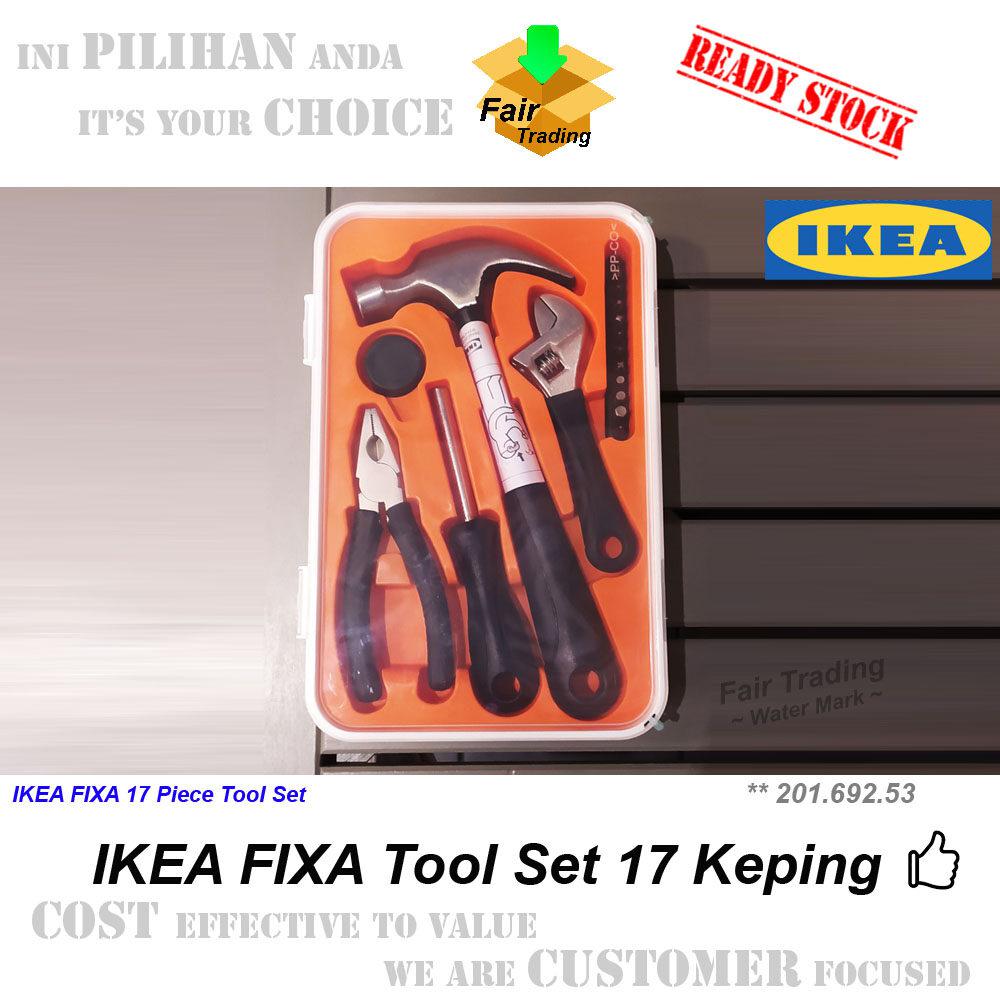 INI PILIHAN ANDA
IT'S YOUR CHOICE
Fair
Trading
READY STOCK
IKEA
>PP-CO<
Fair Trading
~ Water Mark ~
IKEA FIXA 17 Piece Tool Set
** 201.692.53
IKEA FIXA Tool Set 17 Keping
COST EFFECTIVE TO VALUE
WE ARE CUSTOMER FOCUSED